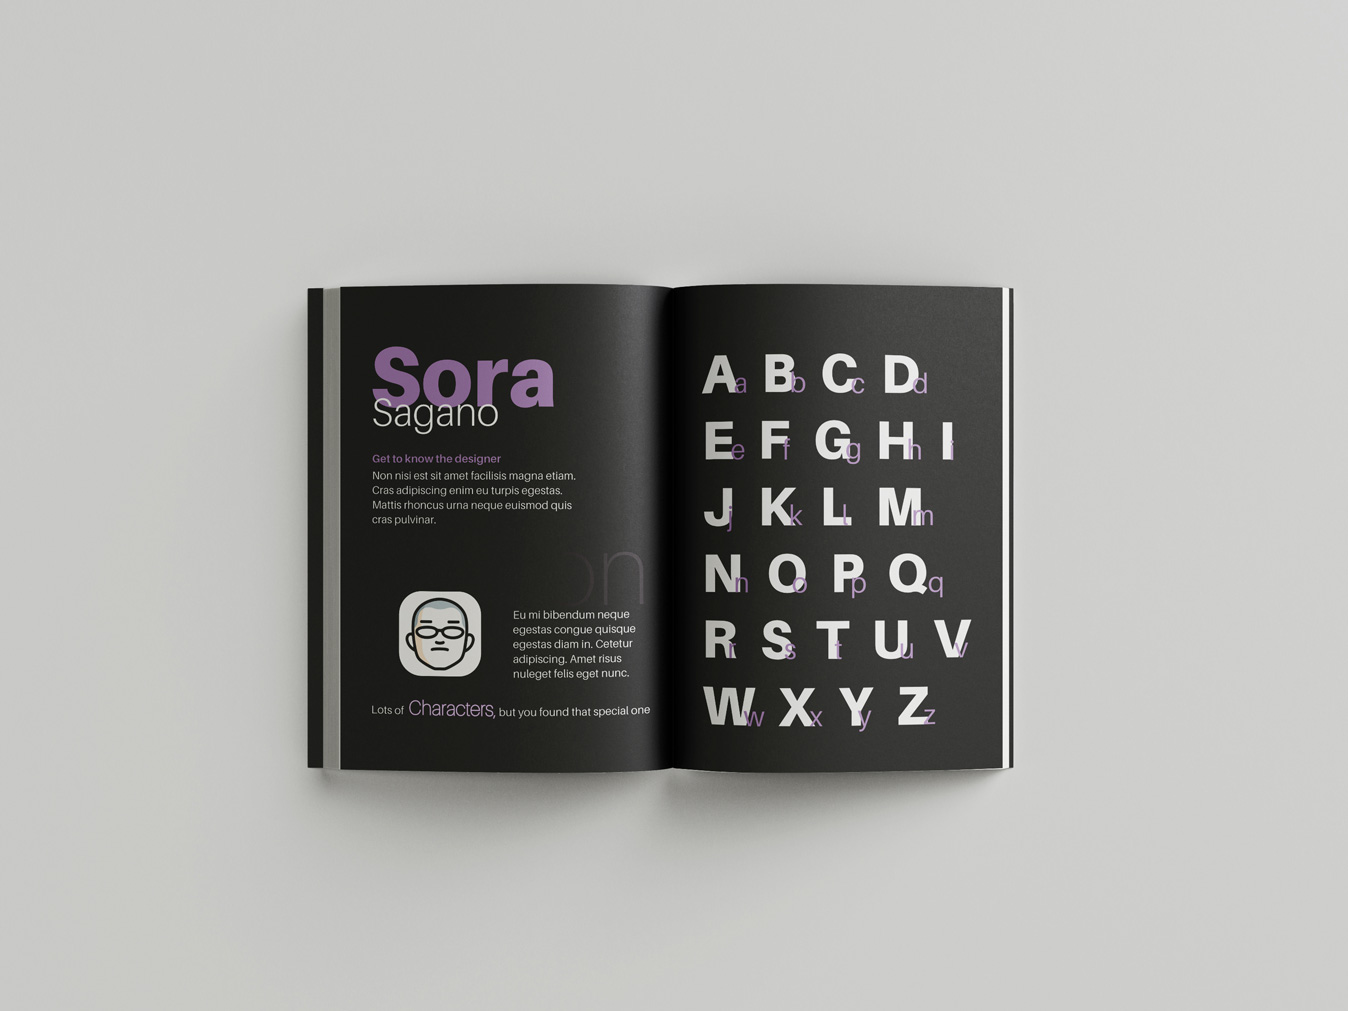 Sora
Sagano
Get to know the designer
Non nisi est sit amet facilisis magna etiam.
Cras adipiscing enim eu turpis egestas.
Mattis rhoncus urna neque euismod quis
cras pulvinar.
on
Eu mi bibendum neque
egestas congue quisque
egestas diam in. Cetetur
adipiscing. Amet risus
nuleget felis eget nunc.
Lots of Characters, but you found that special one
Aa Bb Cc Dd
Ee Ff Gg Hh Ii
Jj Kk Ll Mm
Nn Oo Pp Qq
Rr Ss Tt Uu Vv
Ww Xx Yy Zz